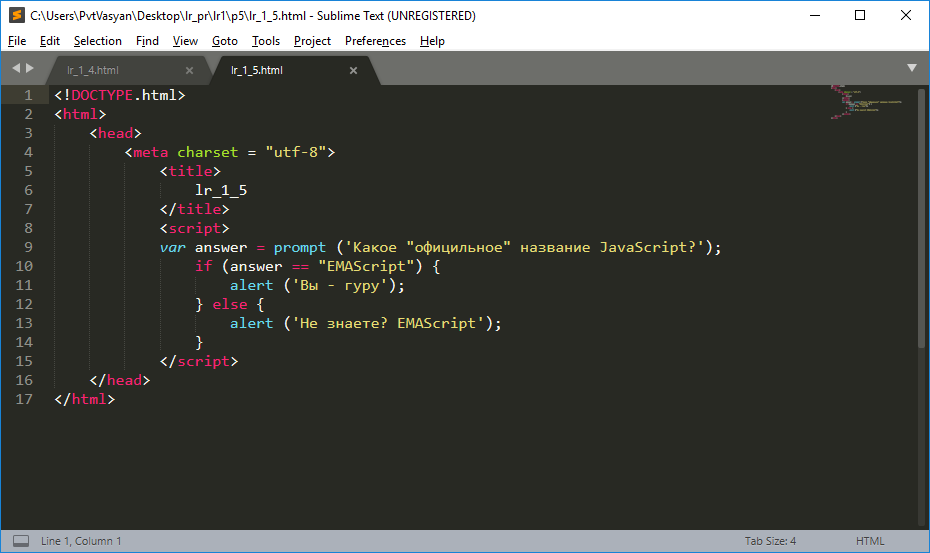 C:\Users\PvtVasyan\Desktop\lr_pr\lr1\p5\lr_1_5.html - Sublime Text (UNREGISTERED)
File Edit Selection Find View Goto Tools Project Preferences Help
lr_1_4.html lr_1_5.html
1 <!DOCTYPE.html>
2 <html>
3 <head>
4 <meta charset = "utf-8">
5 <title>
6 lr_1_5
7 </title>
8 <script>
9 var answer = prompt ('Какое "официльное" название JavaScript?');
10 if (answer == "EMAScript") {
11 alert ('Вы - гуру');
12 } else {
13 alert ('Не знаете? EMAScript');
14 }
15 </script>
16 </head>
17 </html>
Line 1, Column 1 Tab Size: 4 HTML